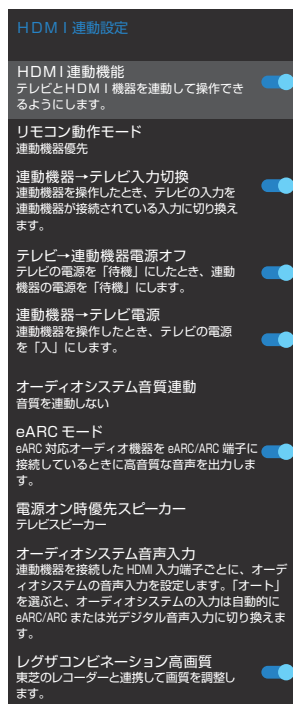 HDMI連動設定
HDMI連動機能
テレビとHDMI機器を連動して操作でき
るようにします。
リモコン動作モード
連動機器優先
連動機器→テレビ入力切換
連動機器を操作したとき、テレビの入力を
連動機器が接続されている入力に切り換え
ます。
テレビ→連動機器電源オフ
テレビの電源を「待機」にしたとき、連動
機器の電源を「待機」にします。
連動機器→テレビ電源
連動機器を操作したとき、テレビの電源
を「入」にします。
オーディオシステム音質連動
音質を連動しない
eARC モード
eARC 対応オーディオ機器を eARC/ARC 端子に
接続しているときに高音質な音声を出力しま
す。
電源オン時優先スピーカー
テレビスピーカー
オーディオシステム音声入力
連動機器を接続した HDMI 入力端子ごとに、オーデ
ィオシステムの音声入力を設定します。「オート」
を選ぶと、オーディオシステムの入力は自動的に
eARC/ARC または光デジタル音声入力に切り換えま
す。
レグザコンビネーション高画質
東芝のレコーダーと連携して画質を調整し
ます。